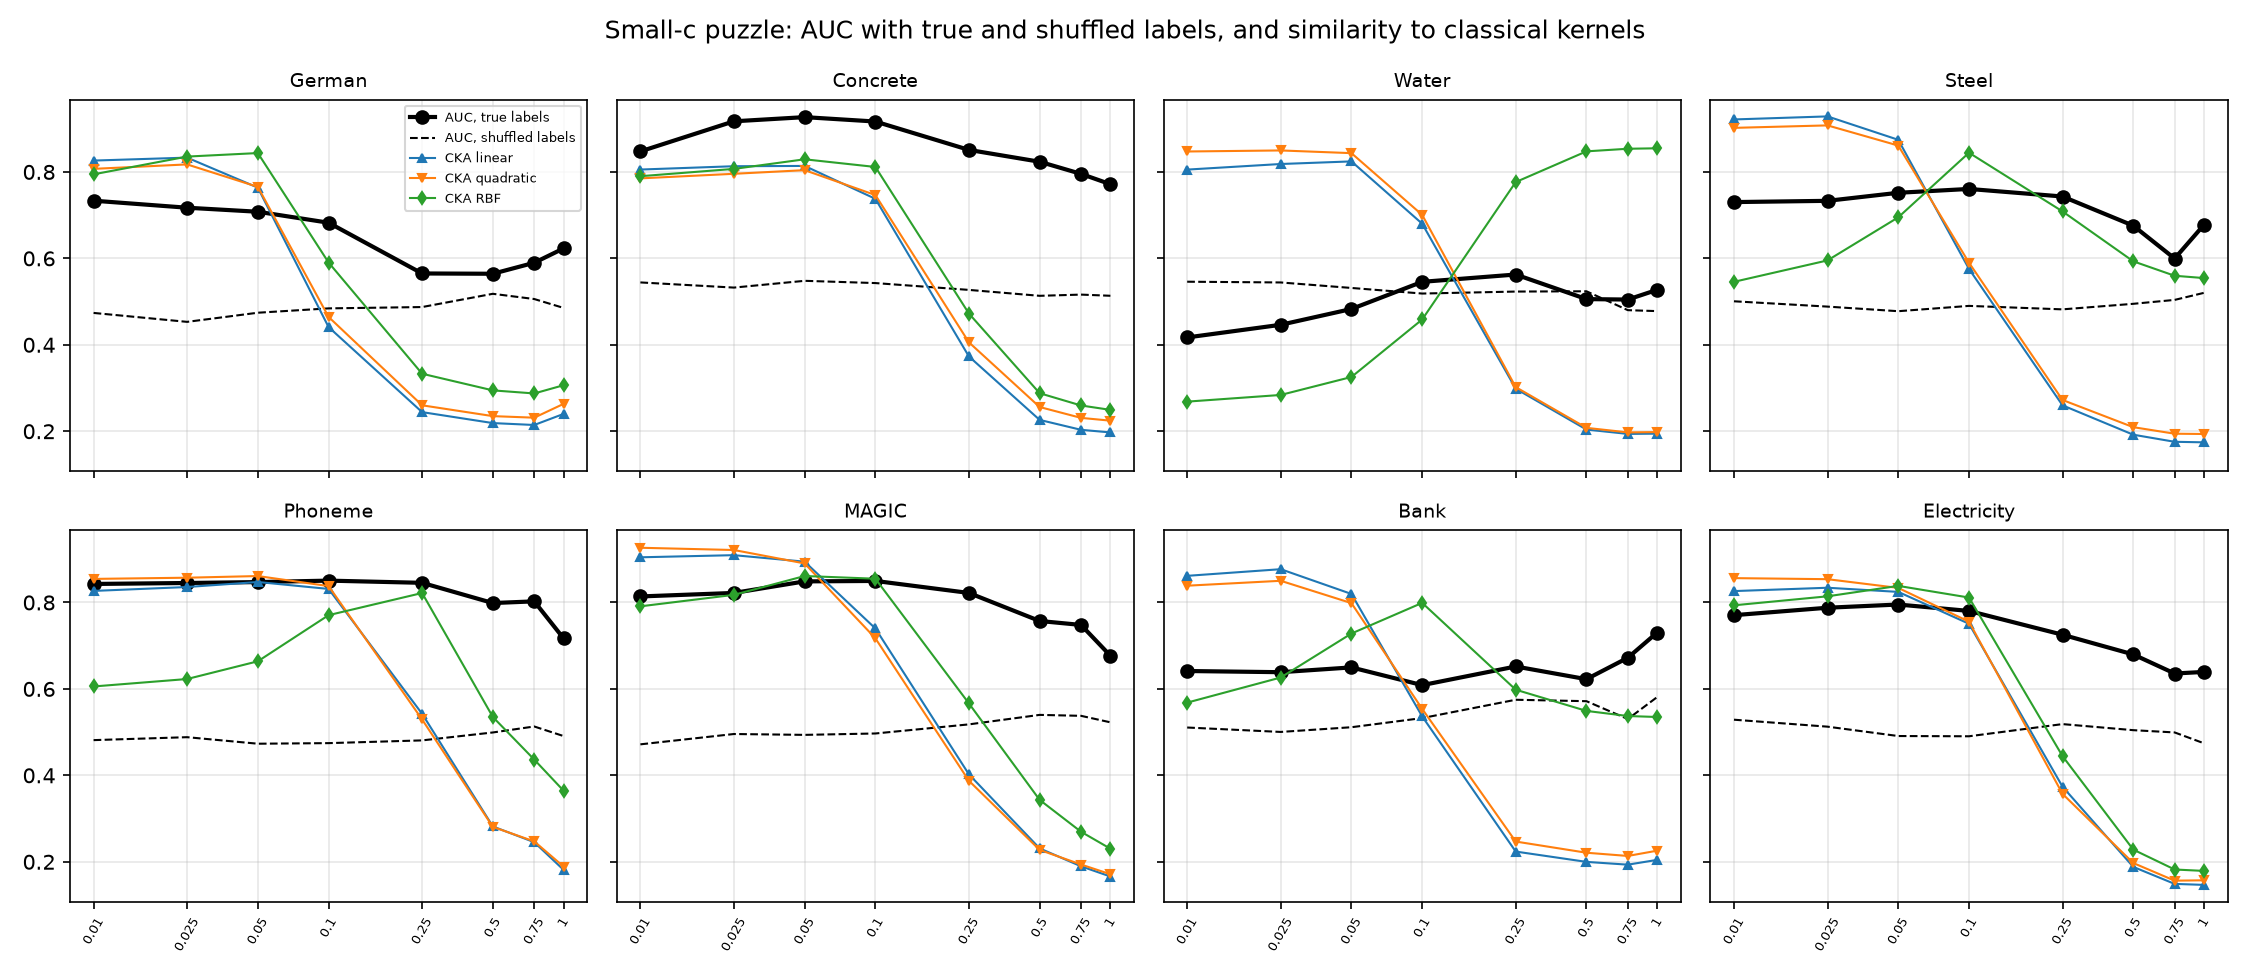 Small-c puzzle: AUC with true and shuffled labels, and similarity to classical kernels
German
Concrete
Water
Steel
AUC, true labels
AUC, shuffled labels
CKA linear
CKA quadratic
CKA RBF
0.8
0.6
0.4
0.2
Phoneme
MAGIC
Bank
Electricity
0.8
0.6
0.4
0.2
0.01 0.025 0.05 0.1 0.25 0.5 0.75 1
0.01 0.025 0.05 0.1 0.25 0.5 0.75 1
0.01 0.025 0.05 0.1 0.25 0.5 0.75 1
0.01 0.025 0.05 0.1 0.25 0.5 0.75 1